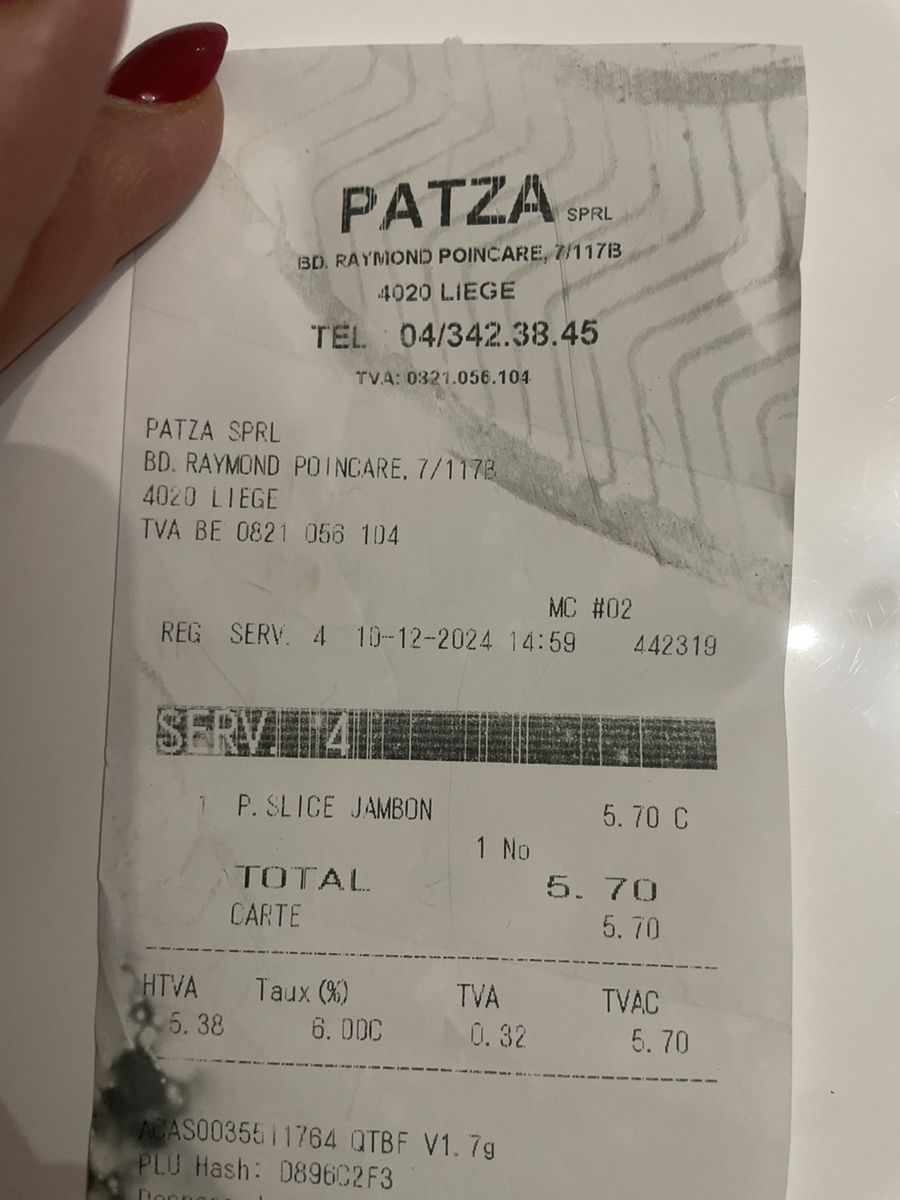 PATZA SPRL
BD. RAYMOND POINCARE, 7/117B
4020 LIEGE
TEL. 04/342.38.45
TVA: 0821.056.104
PATZA SPRL
BD. RAYMOND POINCARE, 7/117B
4020 LIEGE
TVA BE 0821 056 104
MC #02
REG SERV. 4 10-12-2024 14:59 442319
SERV. 4
1 P. SLICE JAMBON 5.70 C
1 No
TOTAL 5.70
CARTE 5.70
HTVA Taux (%) TVA TVAC
5.38 6.00C 0.32 5.70
ACAS0035511764 QTBF V1.7g
PLU Hash: D896C2F3